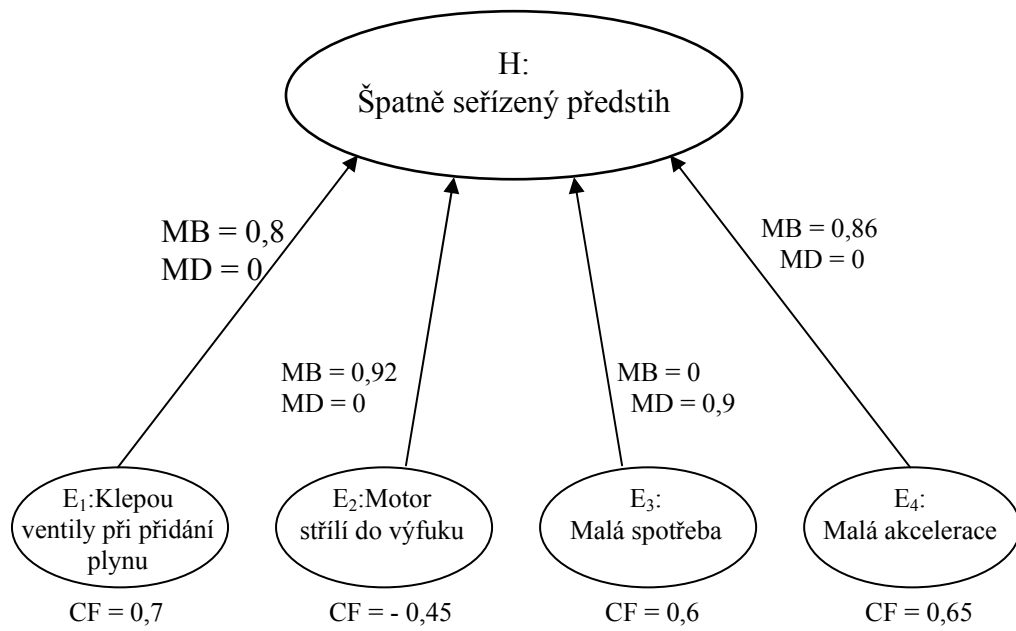 H:
Špatně seřízený předstih
MB = 0,8
MD = 0
MB = 0,86
MD = 0
MB = 0,92
MD = 0
MB = 0
MD = 0,9
E₁:Klepou
ventily při přidání
plynu
E₂:Motor
střílí do výfuku
E₃:
Malá spotřeba
E₄:
Malá akcelerace
CF = 0,7
CF = - 0,45
CF = 0,6
CF = 0,65